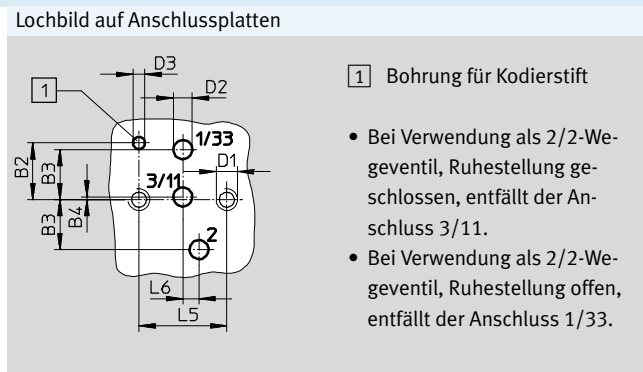 Lochbild auf Anschlussplatten
D3
D2
1
1/33
D1
B2
B3
3/11
B4
B3
2
L6
L5
1 Bohrung für Kodierstift
• Bei Verwendung als 2/2-We-
geventil, Ruhestellung ge-
schlossen, entfällt der An-
schluss 3/11.
• Bei Verwendung als 2/2-We-
geventil, Ruhestellung offen,
entfällt der Anschluss 1/33.